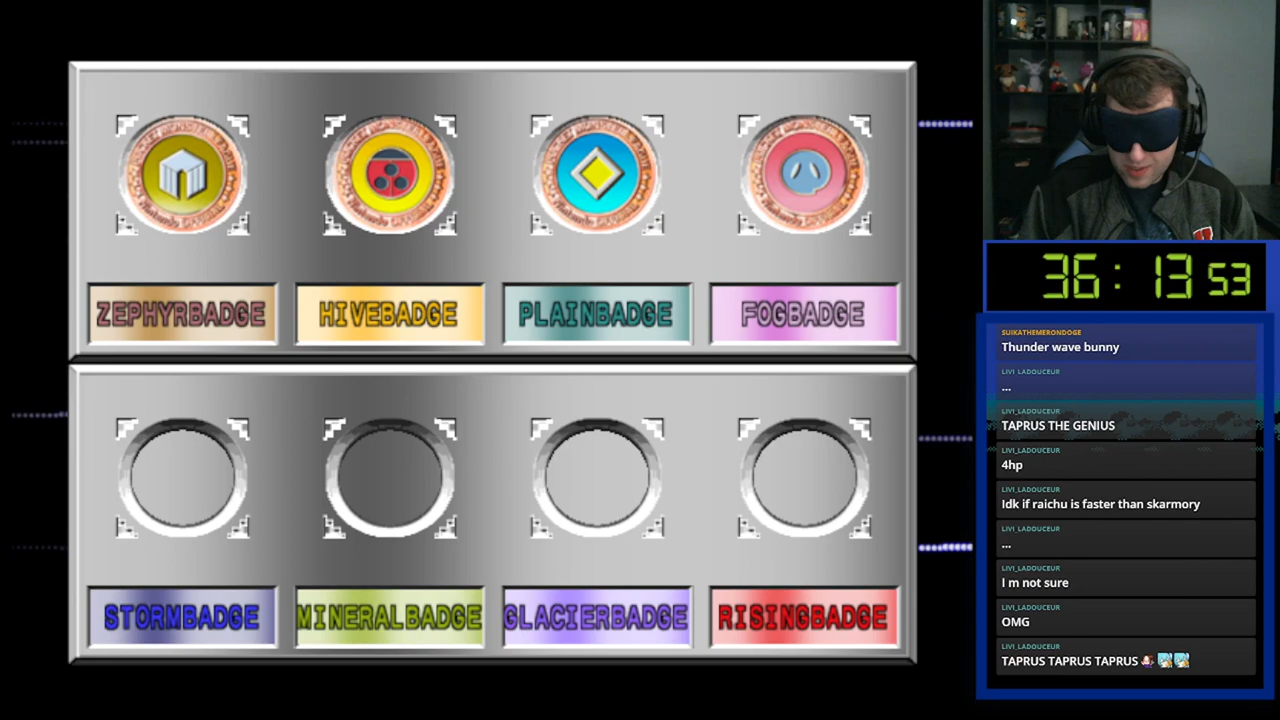 ZEPHYRBADGE
HIVEBADGE
PLAINBADGE
FOGBADGE
STORMBADGE
MINERALBADGE
GLACIERBADGE
RISINGBADGE
36:13 53
SUIKATHEMERONDOGE
Thunder wave bunny
LIVI_LADOUCEUR
...
LIVI_LADOUCEUR
TAPRUS THE GENIUS
LIVI_LADOUCEUR
4hp
LIVI_LADOUCEUR
Idk if raichu is faster than skarmory
LIVI_LADOUCEUR
...
LIVI_LADOUCEUR
I m not sure
LIVI_LADOUCEUR
OMG
LIVI_LADOUCEUR
TAPRUS TAPRUS TAPRUS